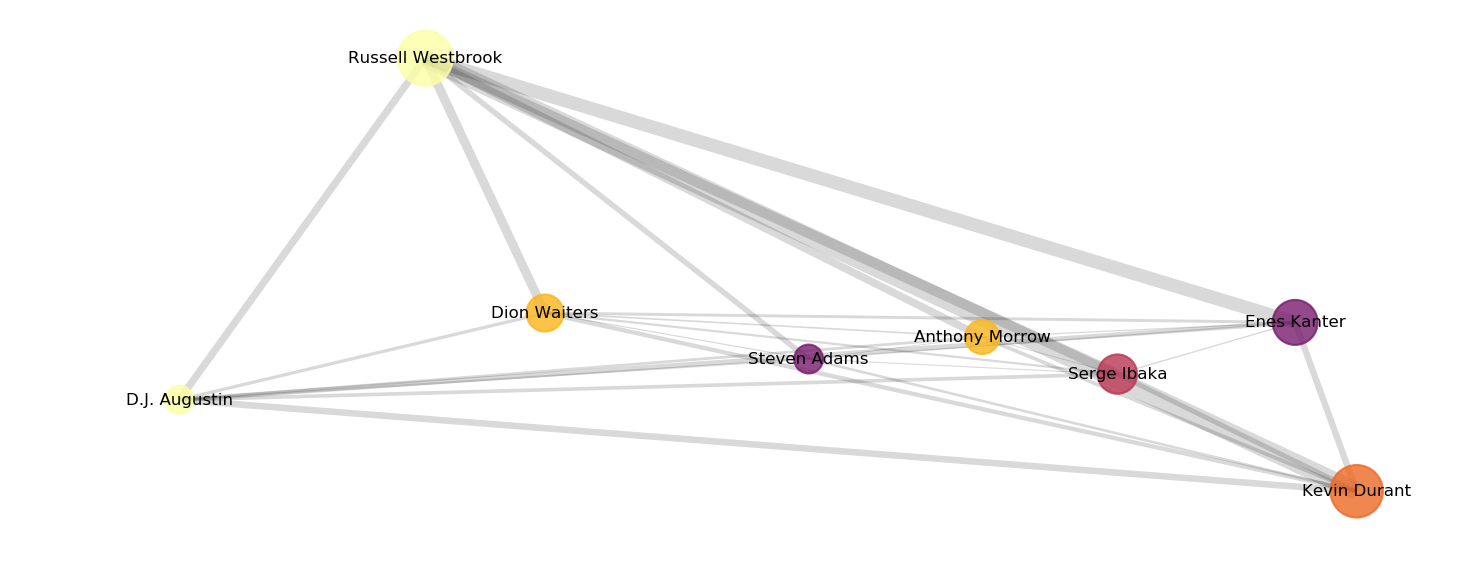 Russell Westbrook
Dion Waiters
Enes Kanter
Anthony Morrow
Steven Adams
Serge Ibaka
D.J. Augustin
Kevin Durant